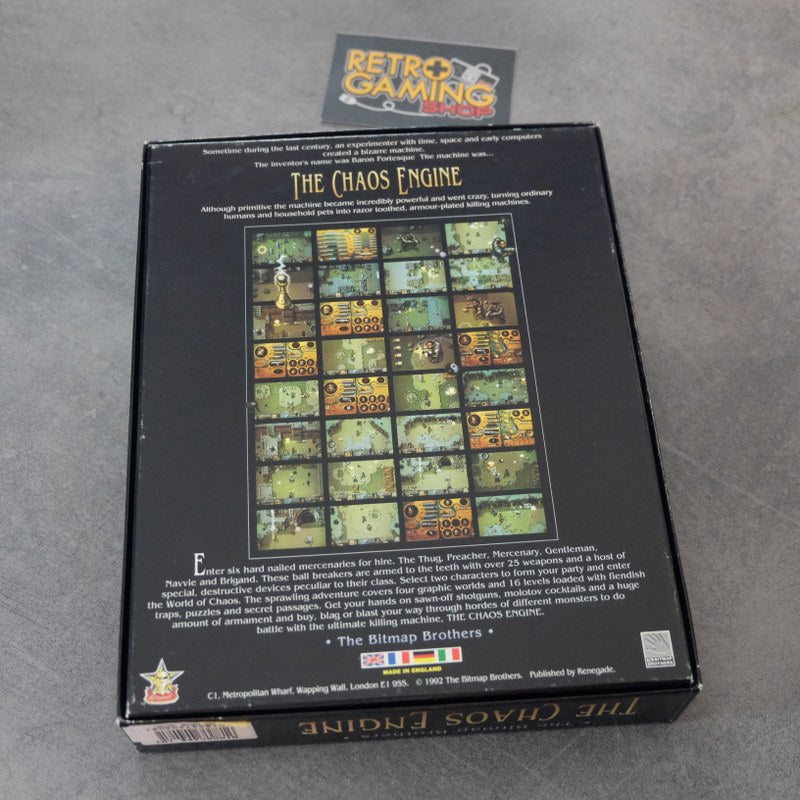 RETRO
GAMING
SHOP
Sometime during the last century, an experimenter with time, space and early computers
created a bizarre machine.
The inventor's name was Baron Fortesque The machine was...
THE CHAOS ENGINE
Although primitive the machine became incredibly powerful and went crazy, turning ordinary
humans and household pets into razor toothed, armour-plated killing machines.
Enter six hard nailed mercenaries for hire. The Thug, Preacher, Mercenary, Gentleman,
Navvie and Brigand. These ball breakers are armed to the teeth with over 25 weapons and a host of
special, destructive devices peculiar to their class. Select two characters to form your party and enter
the World of Chaos. The sprawling adventure covers four graphic worlds and 16 levels loaded with fiendish
traps, puzzles and secret passages. Get your hands on sawn-off shotguns, molotov cocktails and a huge
amount of armament and buy, blag or blast your way through hordes of different monsters to do
battle with the ultimate killing machine, THE CHAOS ENGINE.
• The Bitmap Brothers •
MADE IN ENGLAND
C1, Metropolitan Wharf, Wapping Wall, London E1 9SS. © 1992 The Bitmap Brothers. Published by Renegade.
BITMAP
BROTHERS
THE CHAOS ENGINE
• The Bitmap Brothers •